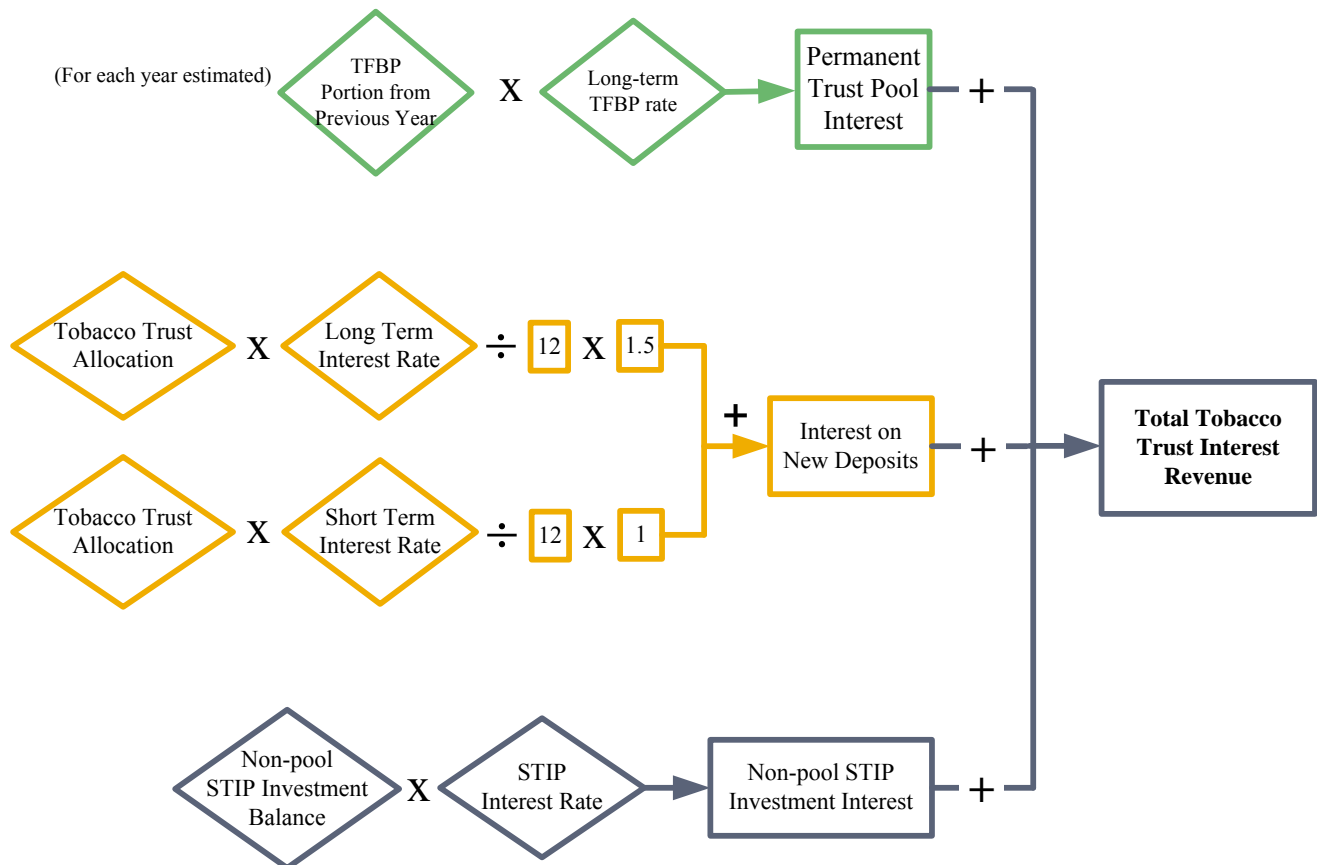 (For each year estimated)
TFBP
Portion from
Previous Year
X
Long-term
TFBP rate
Permanent
Trust Pool
Interest
+
Tobacco Trust
Allocation
X
Long Term
Interest Rate
÷
12
X
1.5
+
Interest on
New Deposits
+
Total Tobacco
Trust Interest
Revenue
Tobacco Trust
Allocation
X
Short Term
Interest Rate
÷
12
X
1
Non-pool
STIP Investment
Balance
X
STIP
Interest Rate
Non-pool STIP
Investment Interest
+